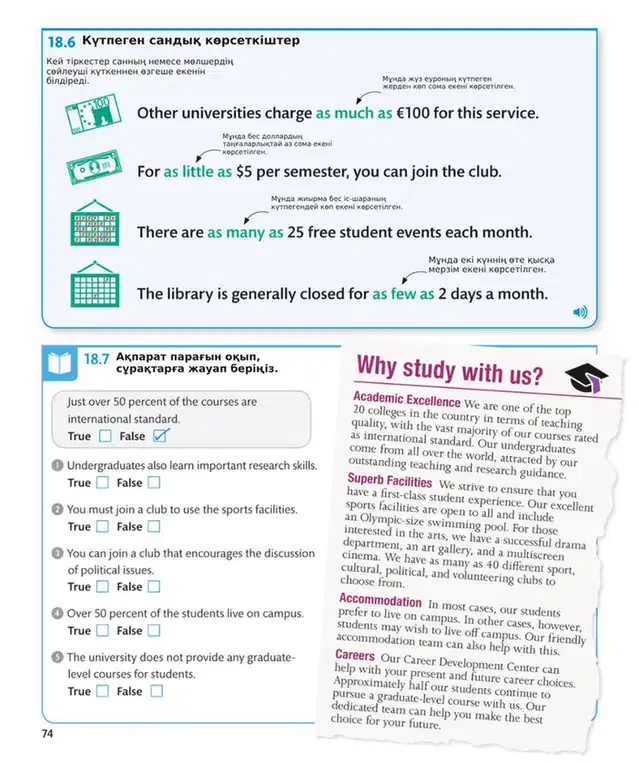 18.6 Күтпеген сандық көрсеткіштер
Кей тіркестер санның немесе мөлшердің
сөйлеуші күткеннен өзгеше екенін
білдіреді.
Мұнда жүз еуроның күтпеген
жерден көп сома екені көрсетілген.
Other universities charge as much as €100 for this service.
Мұнда бес доллардың
таңғаларлықтай аз сома екені
көрсетілген.
For as little as $5 per semester, you can join the club.
Мұнда жиырма бес іс-шараның
күтпегендей көп екені көрсетілген.
There are as many as 25 free student events each month.
Мұнда екі күннің өте қысқа
мерзім екені көрсетілген.
The library is generally closed for as few as 2 days a month.
18.7 Ақпарат парағын оқып,
сұрақтарға жауап беріңіз.
Just over 50 percent of the courses are
international standard.
True False
1 Undergraduates also learn important research skills.
True False
2 You must join a club to use the sports facilities.
True False
3 You can join a club that encourages the discussion
of political issues.
True False
4 Over 50 percent of the students live on campus.
True False
5 The university does not provide any graduate-
level courses for students.
True False
Why study with us?
Academic Excellence We are one of the top
20 colleges in the country in terms of teaching
quality, with the vast majority of our courses rated
as international standard. Our undergraduates
come from all over the world, attracted by our
outstanding teaching and research guidance.
Superb Facilities We strive to ensure that you
have a first-class student experience. Our excellent
sports facilities are open to all and include
an Olympic-size swimming pool. For those
interested in the arts, we have a successful drama
department, an art gallery, and a multiscreen
cinema. We have as many as 40 different sport,
cultural, political, and volunteering clubs to
choose from.
Accommodation In most cases, our students
prefer to live on campus. In other cases, however,
students may wish to live off campus. Our friendly
accommodation team can also help with this.
Careers Our Career Development Center can
help with your present and future career choices.
Approximately half our students continue to
pursue a graduate-level course with us. Our
dedicated team can help you make the best
choice for your future.
74